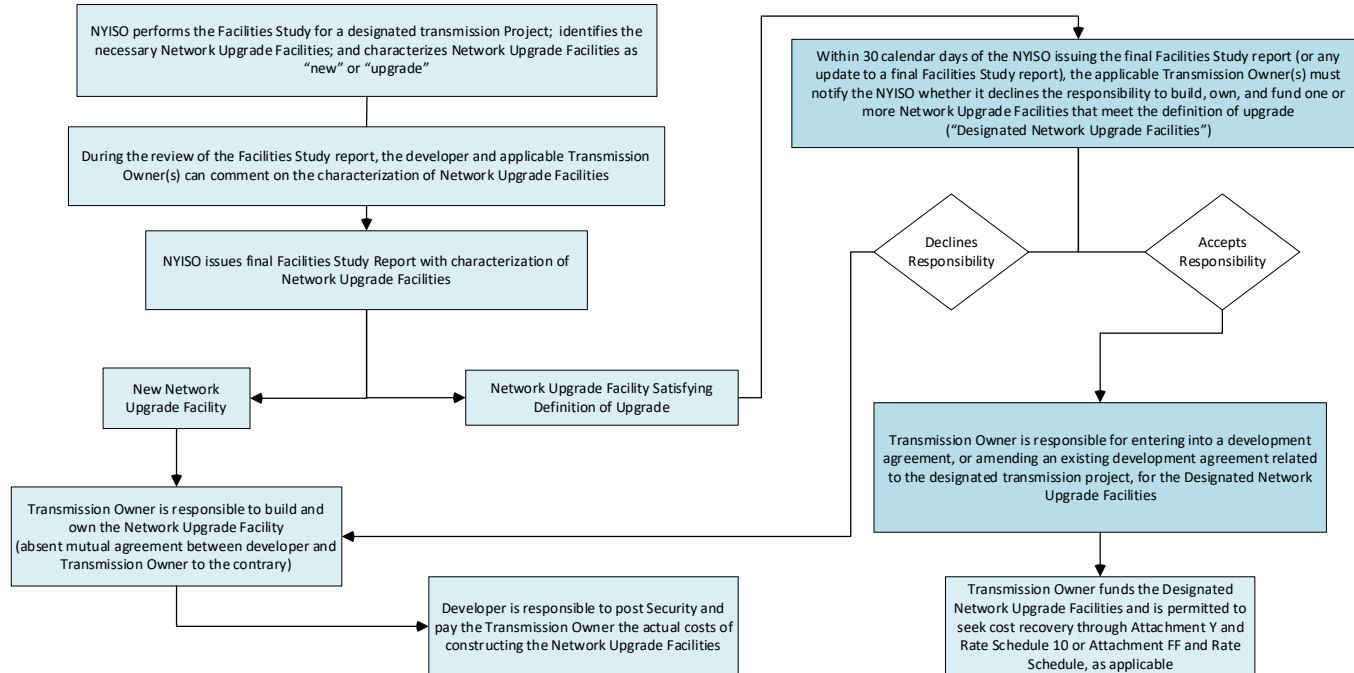 NYISO performs the Facilities Study for a designated transmission Project;  identifies the
necessary Network Upgrade Facilities; and characterizes Network Upgrade Facilities as
“new” or “upgrade”
During the review of the Facilities Study report, the developer and applicable Transmission
Owner(s) can comment on the characterization of Network Upgrade Facilities
NYISO issues final Facilities Study Report with characterization of
Network Upgrade Facilities
New Network
Upgrade Facility
Network Upgrade Facility Satisfying
Definition of Upgrade
Transmission Owner is responsible to build and
own the Network Upgrade Facility
(absent mutual agreement between developer and
Transmission Owner to the contrary)
Developer is responsible to post Security and
pay the Transmission Owner the actual costs of
constructing the Network Upgrade Facilities
Within 30 calendar days of the NYISO issuing the final Facilities Study report (or any
update to a final Facilities Study report), the applicable Transmission Owner(s) must
notify the NYISO whether it declines the responsibility to build, own, and fund one or
more Network Upgrade Facilities that meet the definition of upgrade
(“Designated Network Upgrade Facilities”)
Declines
Responsibility
Accepts
Responsibility
Transmission Owner is responsible for entering into a development
agreement, or amending an existing development agreement related
to the designated transmission project, for the Designated Network
Upgrade Facilities
Transmission Owner funds the Designated
Network Upgrade Facilities and is permitted to
seek cost recovery through Attachment Y and
Rate Schedule 10 or Attachment FF and Rate
Schedule, as applicable